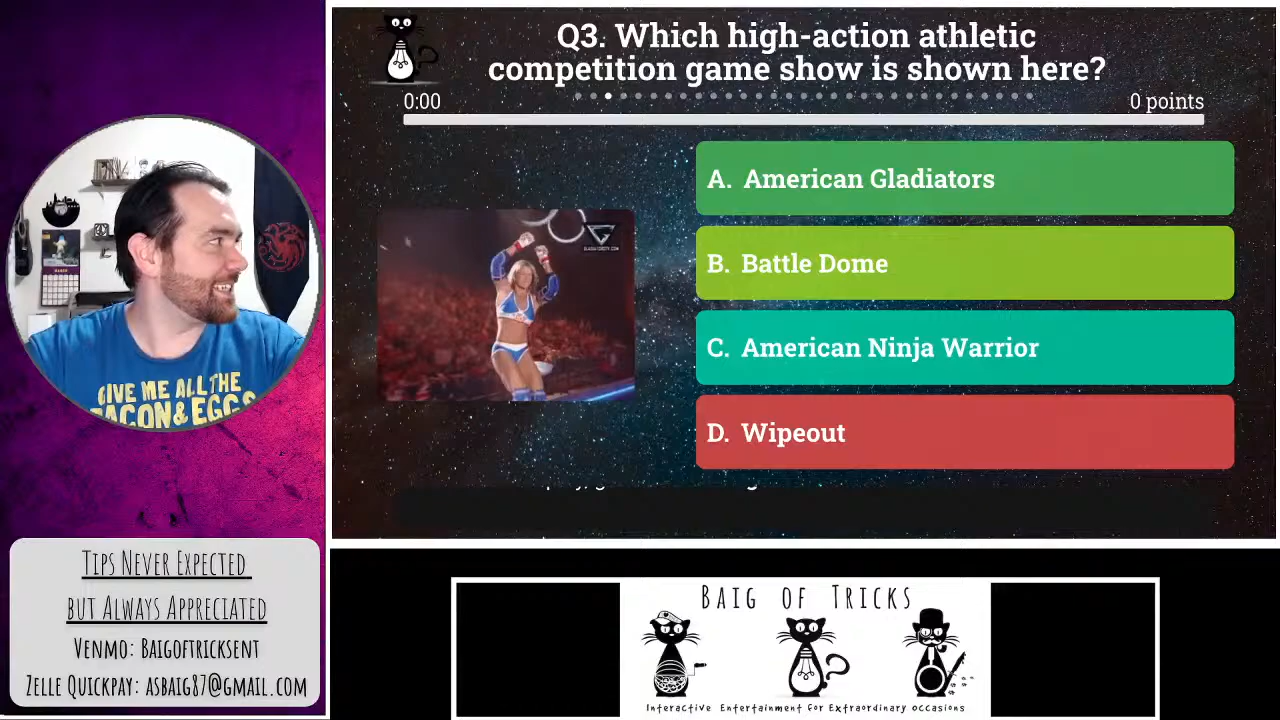 Q3. Which high-action athletic
competition game show is shown here?
0:00
0 points
A. American Gladiators
B. Battle Dome
C. American Ninja Warrior
D. Wipeout
GIVE ME ALL THE
BACON & EGGS
Tips Never Expected
but Always Appreciated
Venmo: Baigoftricksent
Zelle Quickpay: asbaig87@gmail.com
Baig of Tricks
Interactive Entertainment for Extraordinary Occasions